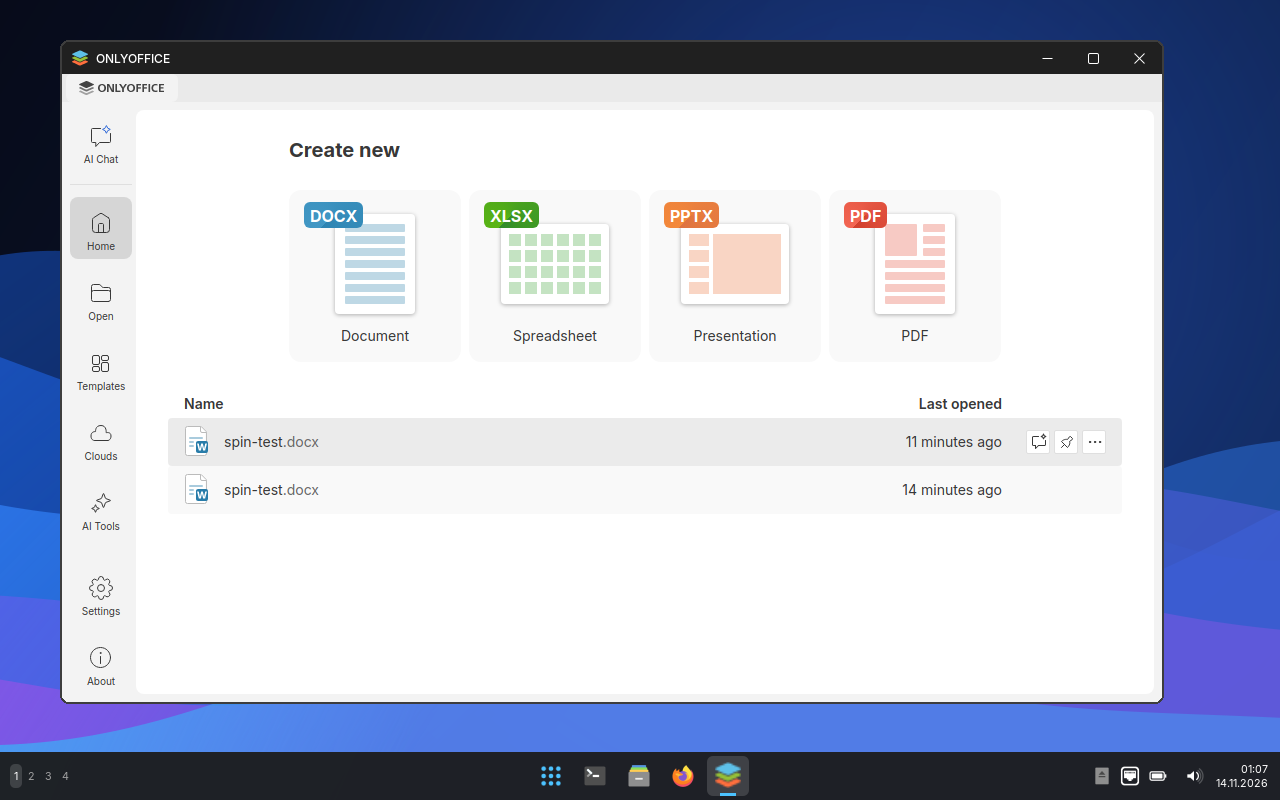 ONLYOFFICE
ONLYOFFICE
AI Chat
Home
Open
Templates
Clouds
AI Tools
Settings
About
Create new
DOCX
Document
XLSX
Spreadsheet
PPTX
Presentation
PDF
PDF
Name Last opened
W spin-test.docx 11 minutes ago
W spin-test.docx 14 minutes ago
1 2 3 4
01:07
14.11.2026